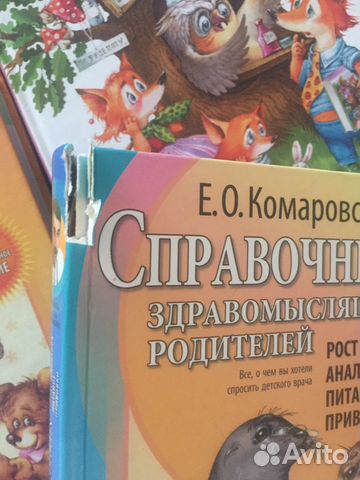 Е.О.Комаровс
СПРАВОЧНИ
ЗДРАВОМЫСЛЯЩ
РОДИТЕЛЕЙ
Все, о чем вы хотели
спросить детского врача
РОСТ
АНАЛ
ПИТА
ПРИВ
Avito